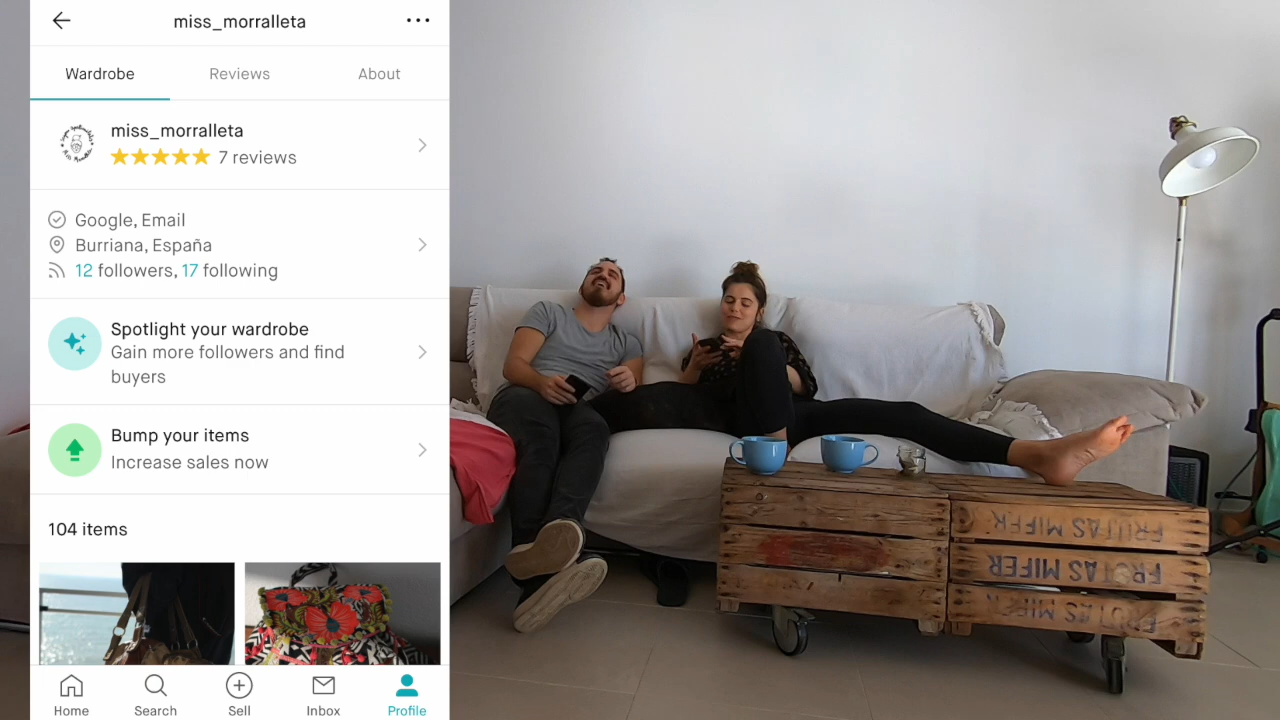 miss_morralleta
Wardrobe
Reviews
About
miss_morralleta
7 reviews
Google, Email
Burriana, España
12 followers, 17 following
Spotlight your wardrobe
Gain more followers and find
buyers
Bump your items
Increase sales now
104 items
Home
Search
Sell
Inbox
Profile
FRUTAS MIFER
FRUTAS MIFER
FRUTAS MIFER